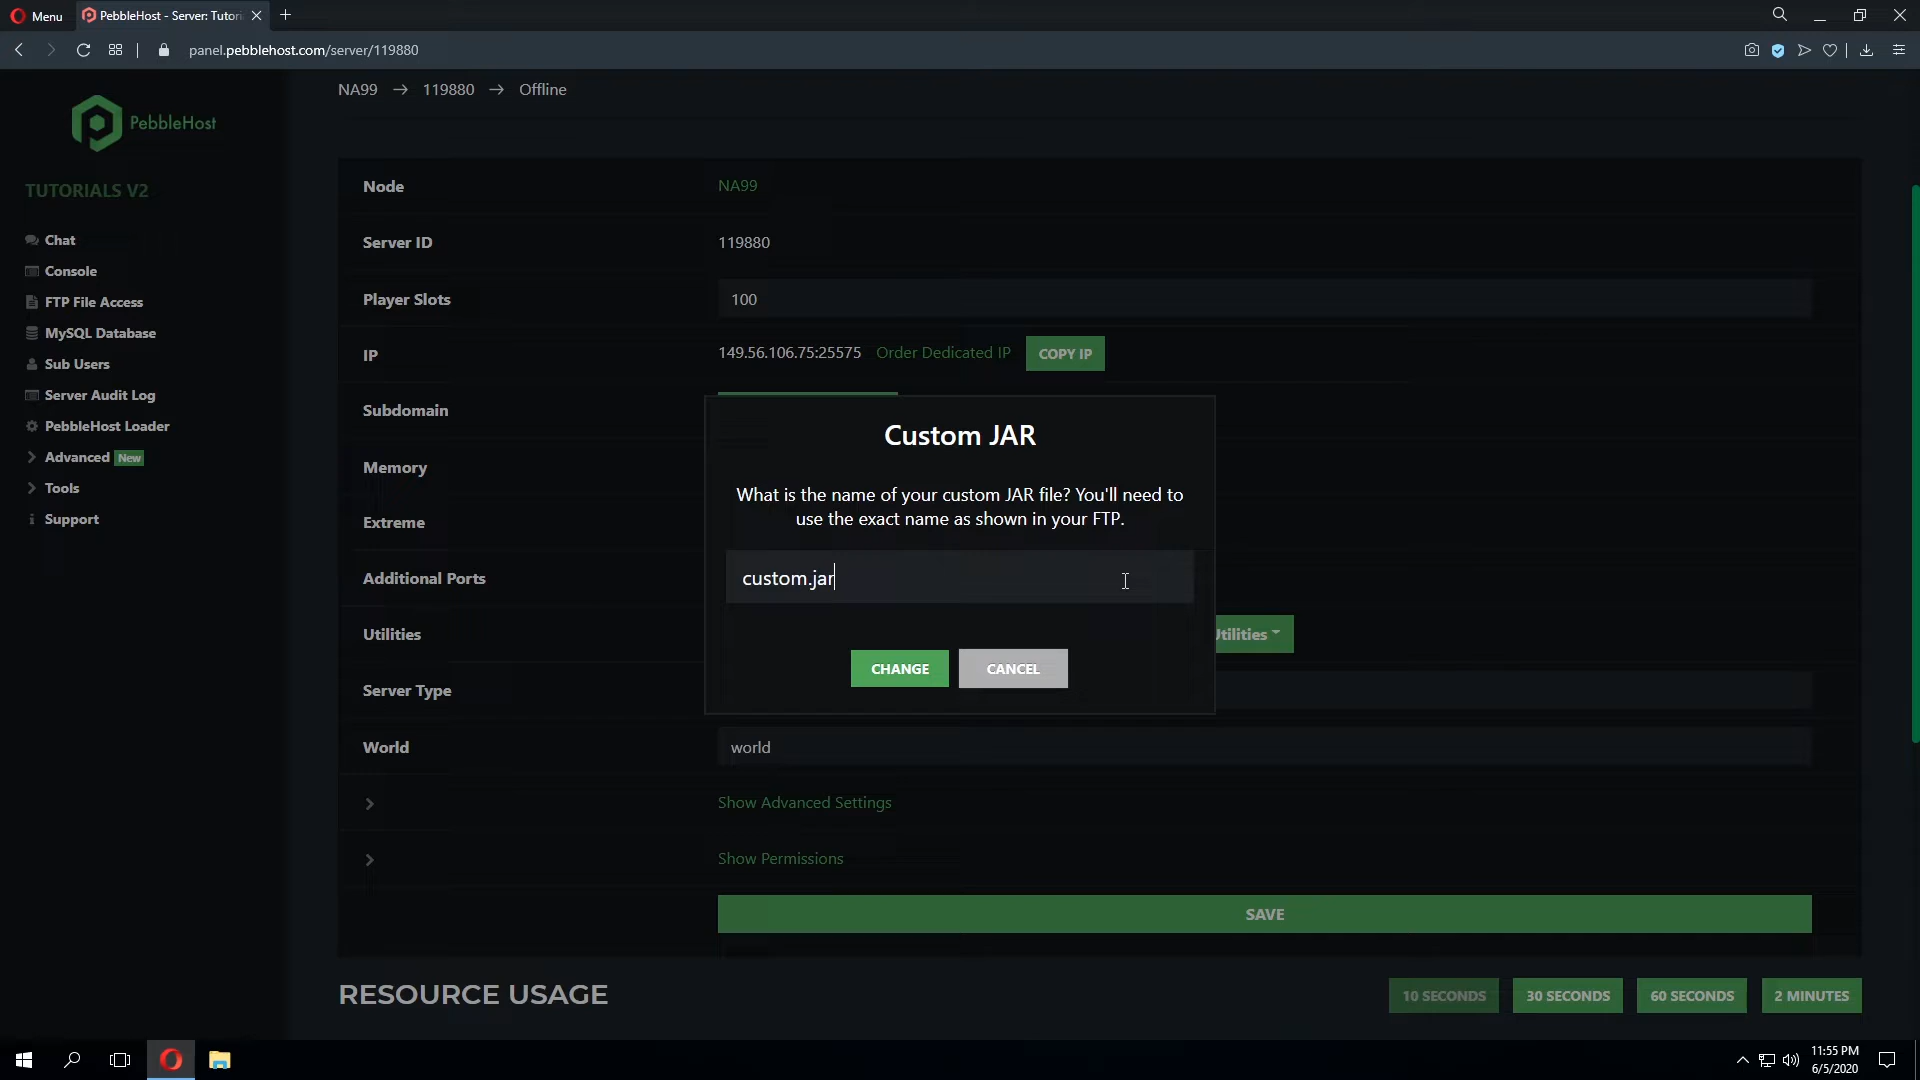 Menu
PebbleHost - Server: Tutori
panel.pebblehost.com/server/119880
PebbleHost
TUTORIALS V2
Chat
Console
FTP File Access
MySQL Database
Sub Users
Server Audit Log
PebbleHost Loader
Advanced New
Tools
Support
NA99 → 119880 → Offline
Node NA99
Server ID 119880
Player Slots 100
IP 149.56.106.75:25575 Order Dedicated IP COPY IP
Subdomain
Memory
Extreme
Additional Ports
Utilities
Server Type
World world
Custom JAR
What is the name of your custom JAR file? You'll need to
use the exact name as shown in your FTP.
custom.jar
CHANGE CANCEL
Utilities
Show Advanced Settings
Show Permissions
SAVE
RESOURCE USAGE
10 SECONDS 30 SECONDS 60 SECONDS 2 MINUTES
11:55 PM
6/5/2020